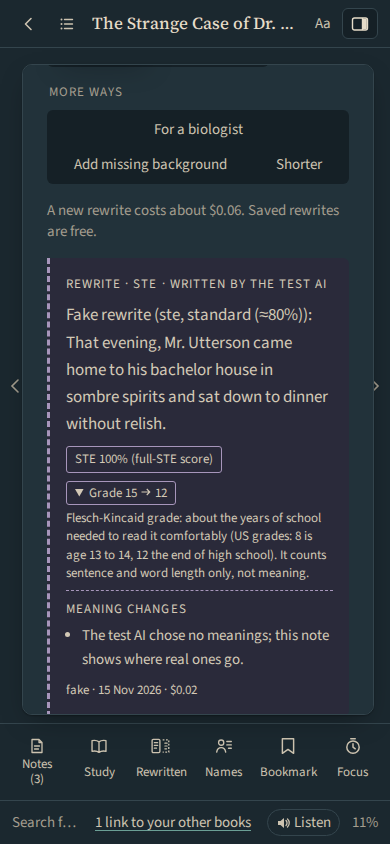 The Strange Case of Dr. ...
Aa
MORE WAYS
For a biologist
Add missing background
Shorter
A new rewrite costs about $0.06. Saved rewrites
are free.
REWRITE · STE · WRITTEN BY THE TEST AI
Fake rewrite (ste, standard (≈80%)):
That evening, Mr. Utterson came
home to his bachelor house in
sombre spirits and sat down to dinner
without relish.
STE 100% (full-STE score)
▼ Grade 15 → 12
Flesch-Kincaid grade: about the years of school
needed to read it comfortably (US grades: 8 is
age 13 to 14, 12 the end of high school). It counts
sentence and word length only, not meaning.
MEANING CHANGES
• The test AI chose no meanings; this note
shows where real ones go.
fake · 15 Nov 2026 · $0.02
Notes
(3)
Study
Rewritten
Names
Bookmark
Focus
Search f...
1 link to your other books
Listen
11%